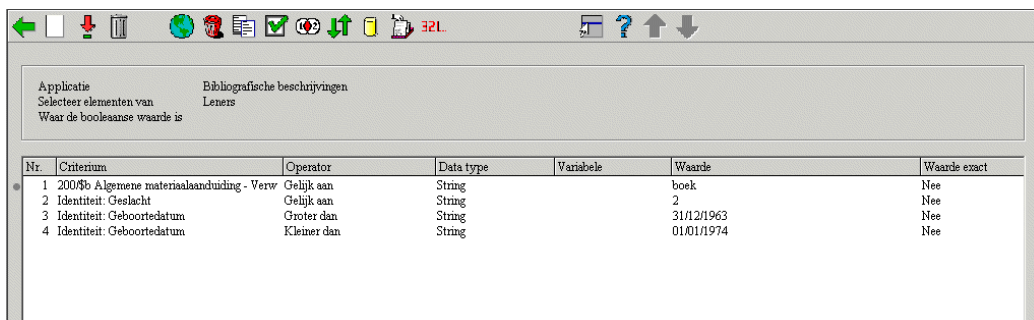 32L..
Applicatie Bibliografische beschrijvingen
Selecteer elementen van Leners
Waar de booleaanse waarde is
Nr. Criterium Operator Data type Variabele Waarde Waarde exact
1 200/$b Algemene materiaalaanduiding - Verw Gelijk aan String boek Nee
2 Identiteit: Geslacht Gelijk aan String 2 Nee
3 Identiteit: Geboortedatum Groter dan String 31/12/1963 Nee
4 Identiteit: Geboortedatum Kleiner dan String 01/01/1974 Nee